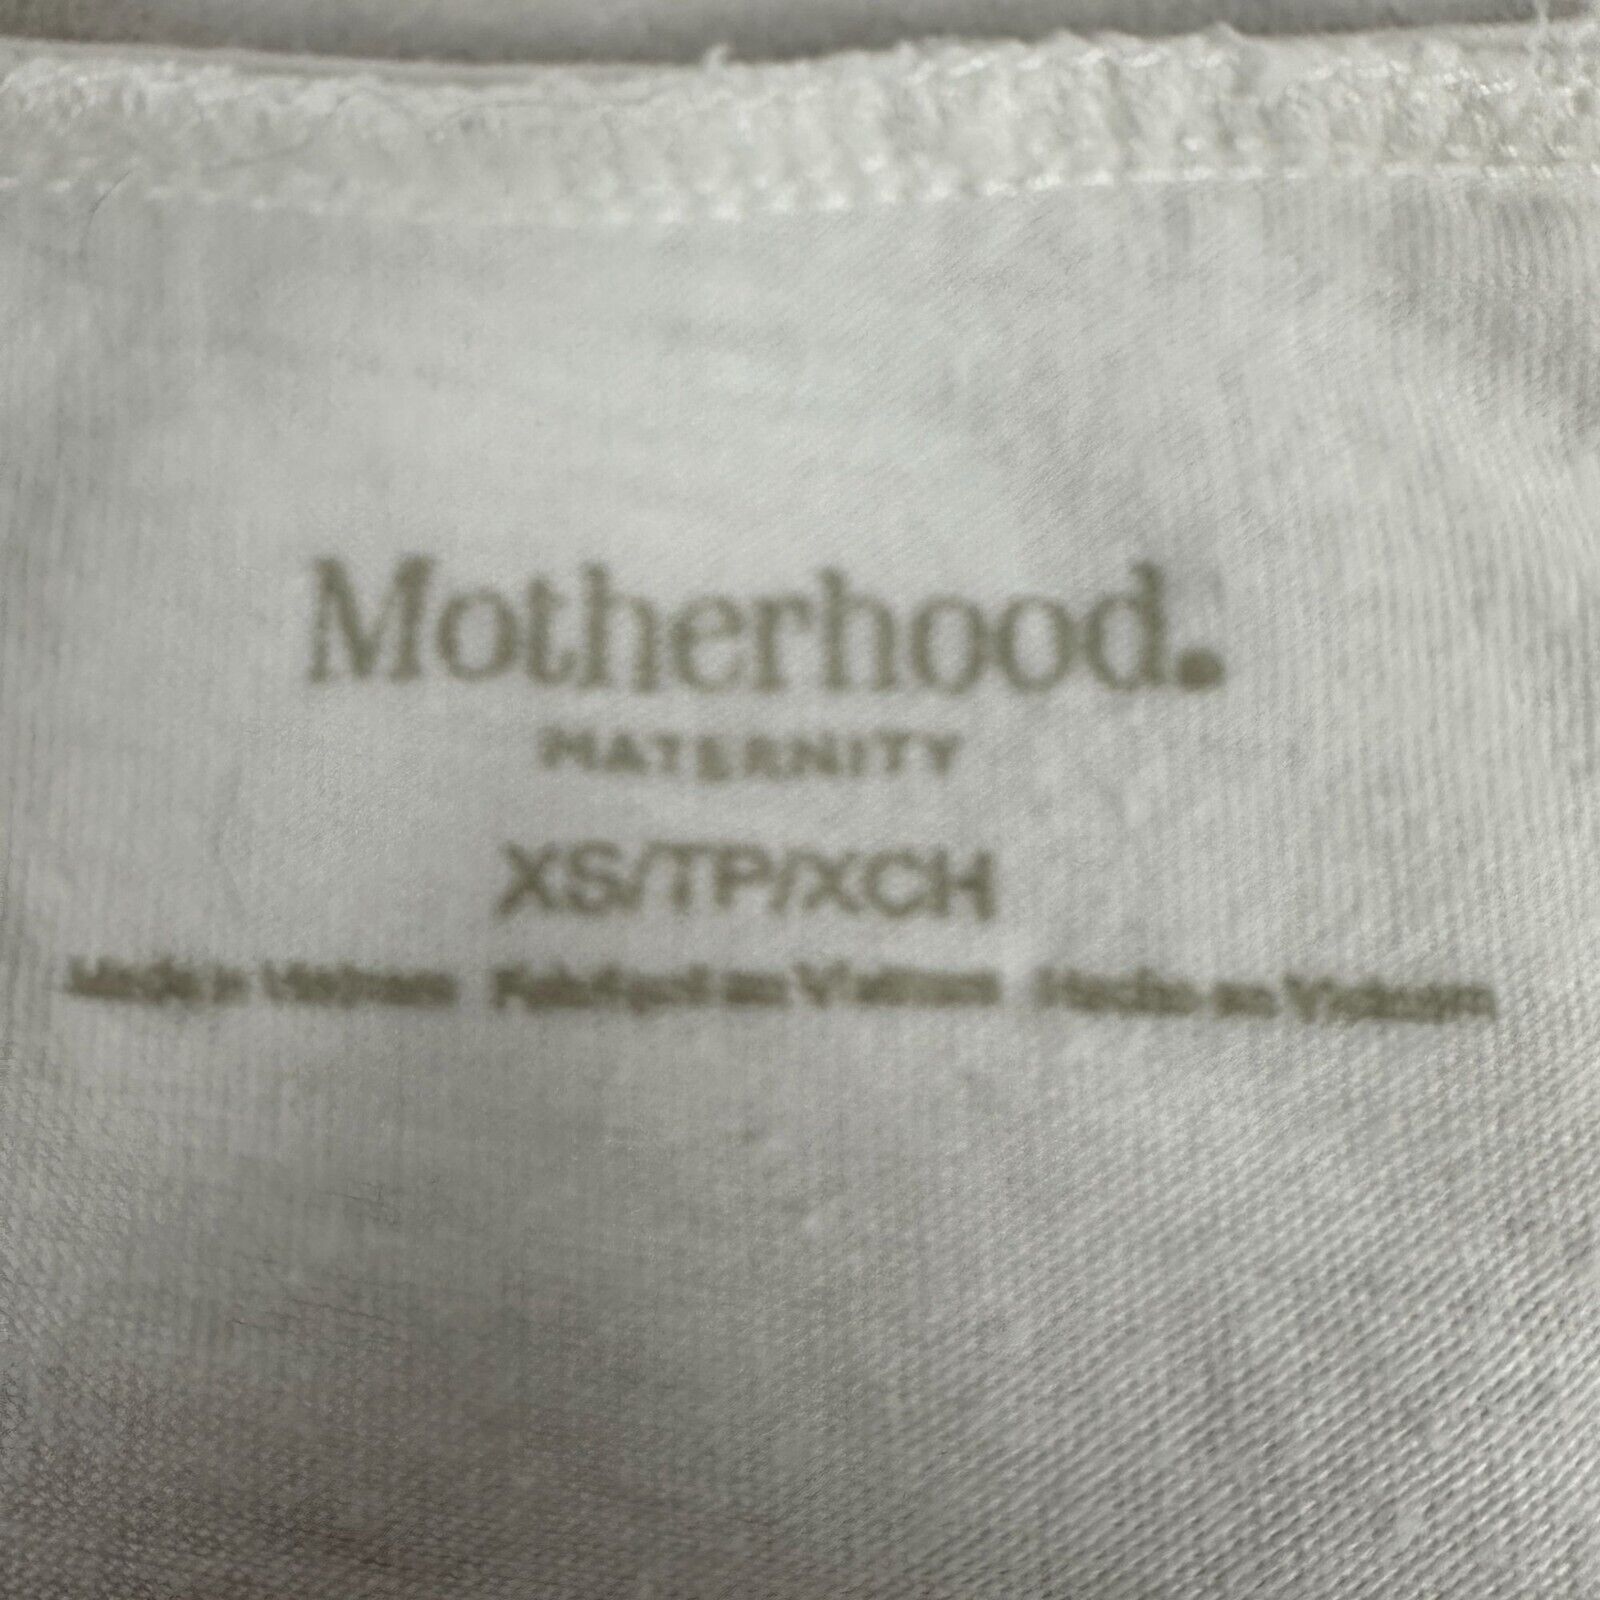 Motherhood.
MATERNITY
XS/TP/XCH
Made in Vietnam Fabriqué au Vietnam Hecho en Vietnam